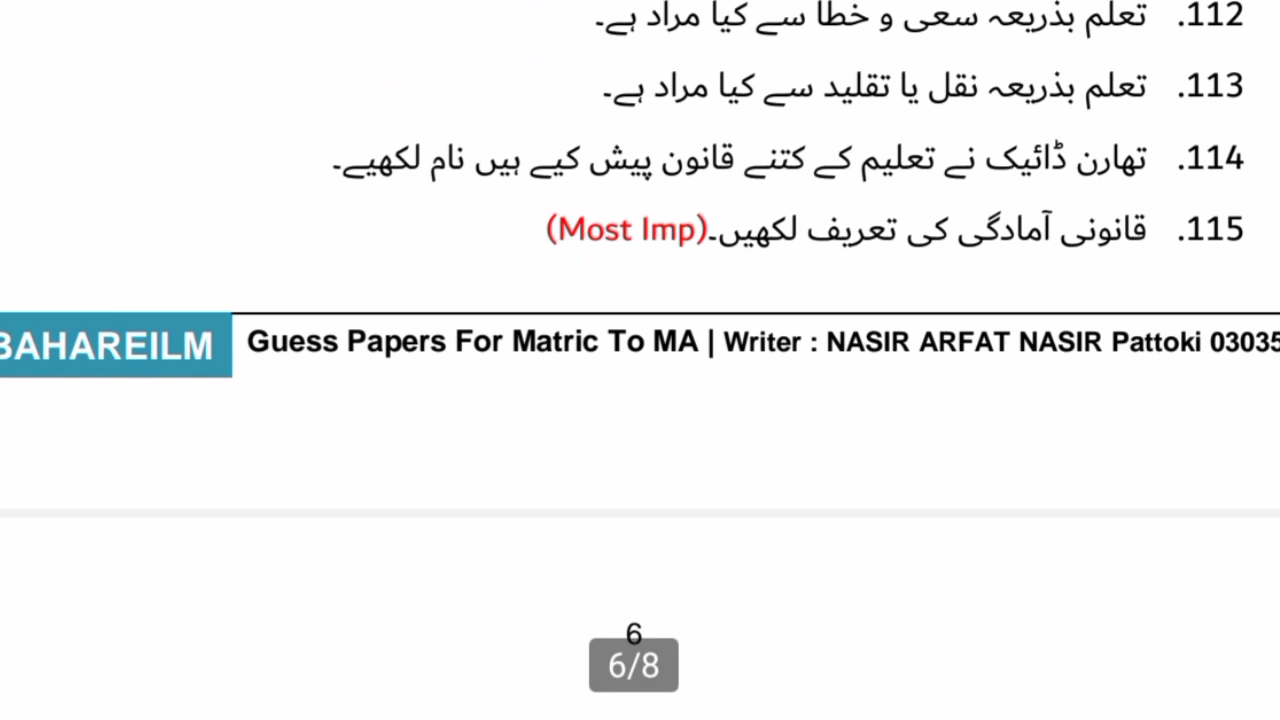 112. تعلم بذریعہ سعی و خطا سے کیا مراد ہے۔
113. تعلم بذریعہ نقل یا تقلید سے کیا مراد ہے۔
114. تھارن ڈائیک نے تعلیم کے کتنے قانون پیش کیے ہیں نام لکھیے۔
115. قانونی آمادگی کی تعریف لکھیں۔(Most Imp)
BAHAREILM Guess Papers For Matric To MA | Writer : NASIR ARFAT NASIR Pattoki 03035
6
6/8